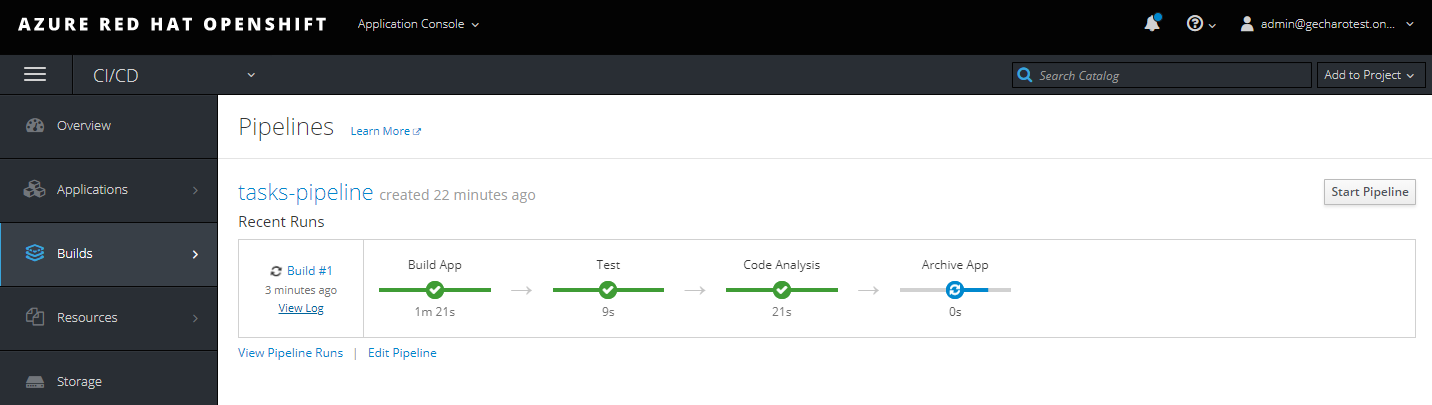 AZURE RED HAT OPENSHIFT Application Console admin@gecharotest.on...
CI/CD Search Catalog Add to Project
Overview
Applications
Builds
Resources
Storage
Pipelines Learn More
tasks-pipeline created 22 minutes ago Start Pipeline
Recent Runs
Build #1
3 minutes ago
View Log
Build App Test Code Analysis Archive App
1m 21s 9s 21s 0s
View Pipeline Runs | Edit Pipeline